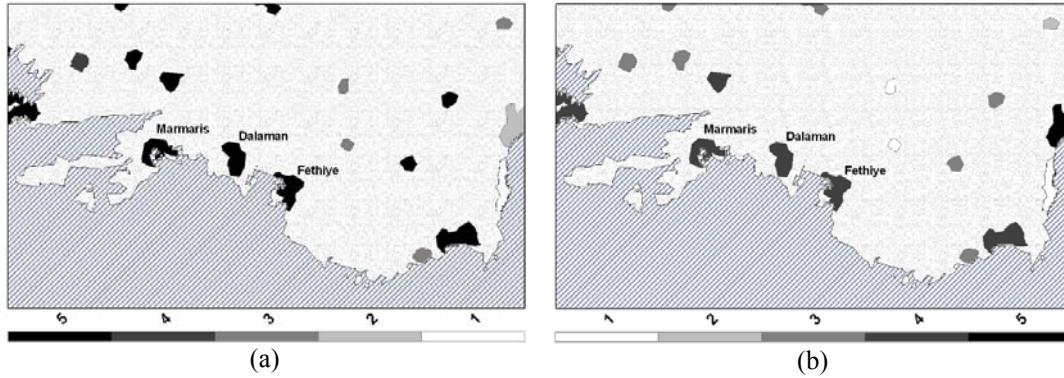 Marmaris
Dalaman
Fethiye
5 4 3 2 1
(a)
Marmaris
Dalaman
Fethiye
1 2 3 4 5
(b)